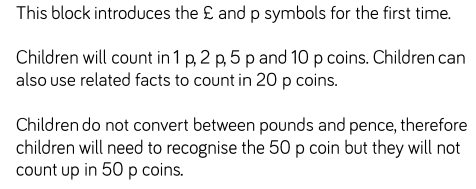 This block introduces the £ and p symbols for the first time.
Children will count in 1 p, 2 p, 5 p and 10 p coins. Children can
also use related facts to count in 20 p coins.
Children do not convert between pounds and pence, therefore
children will need to recognise the 50 p coin but they will not
count up in 50 p coins.